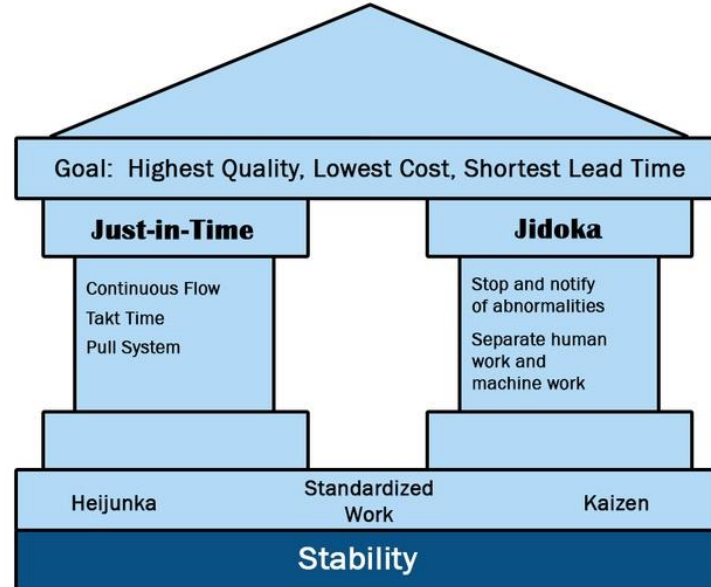 Goal: Highest Quality, Lowest Cost, Shortest Lead Time
Just-in-Time
Continuous Flow
Takt Time
Pull System
Jidoka
Stop and notify
of abnormalities
Separate human
work and
machine work
Heijunka
Standardized
Work
Kaizen
Stability